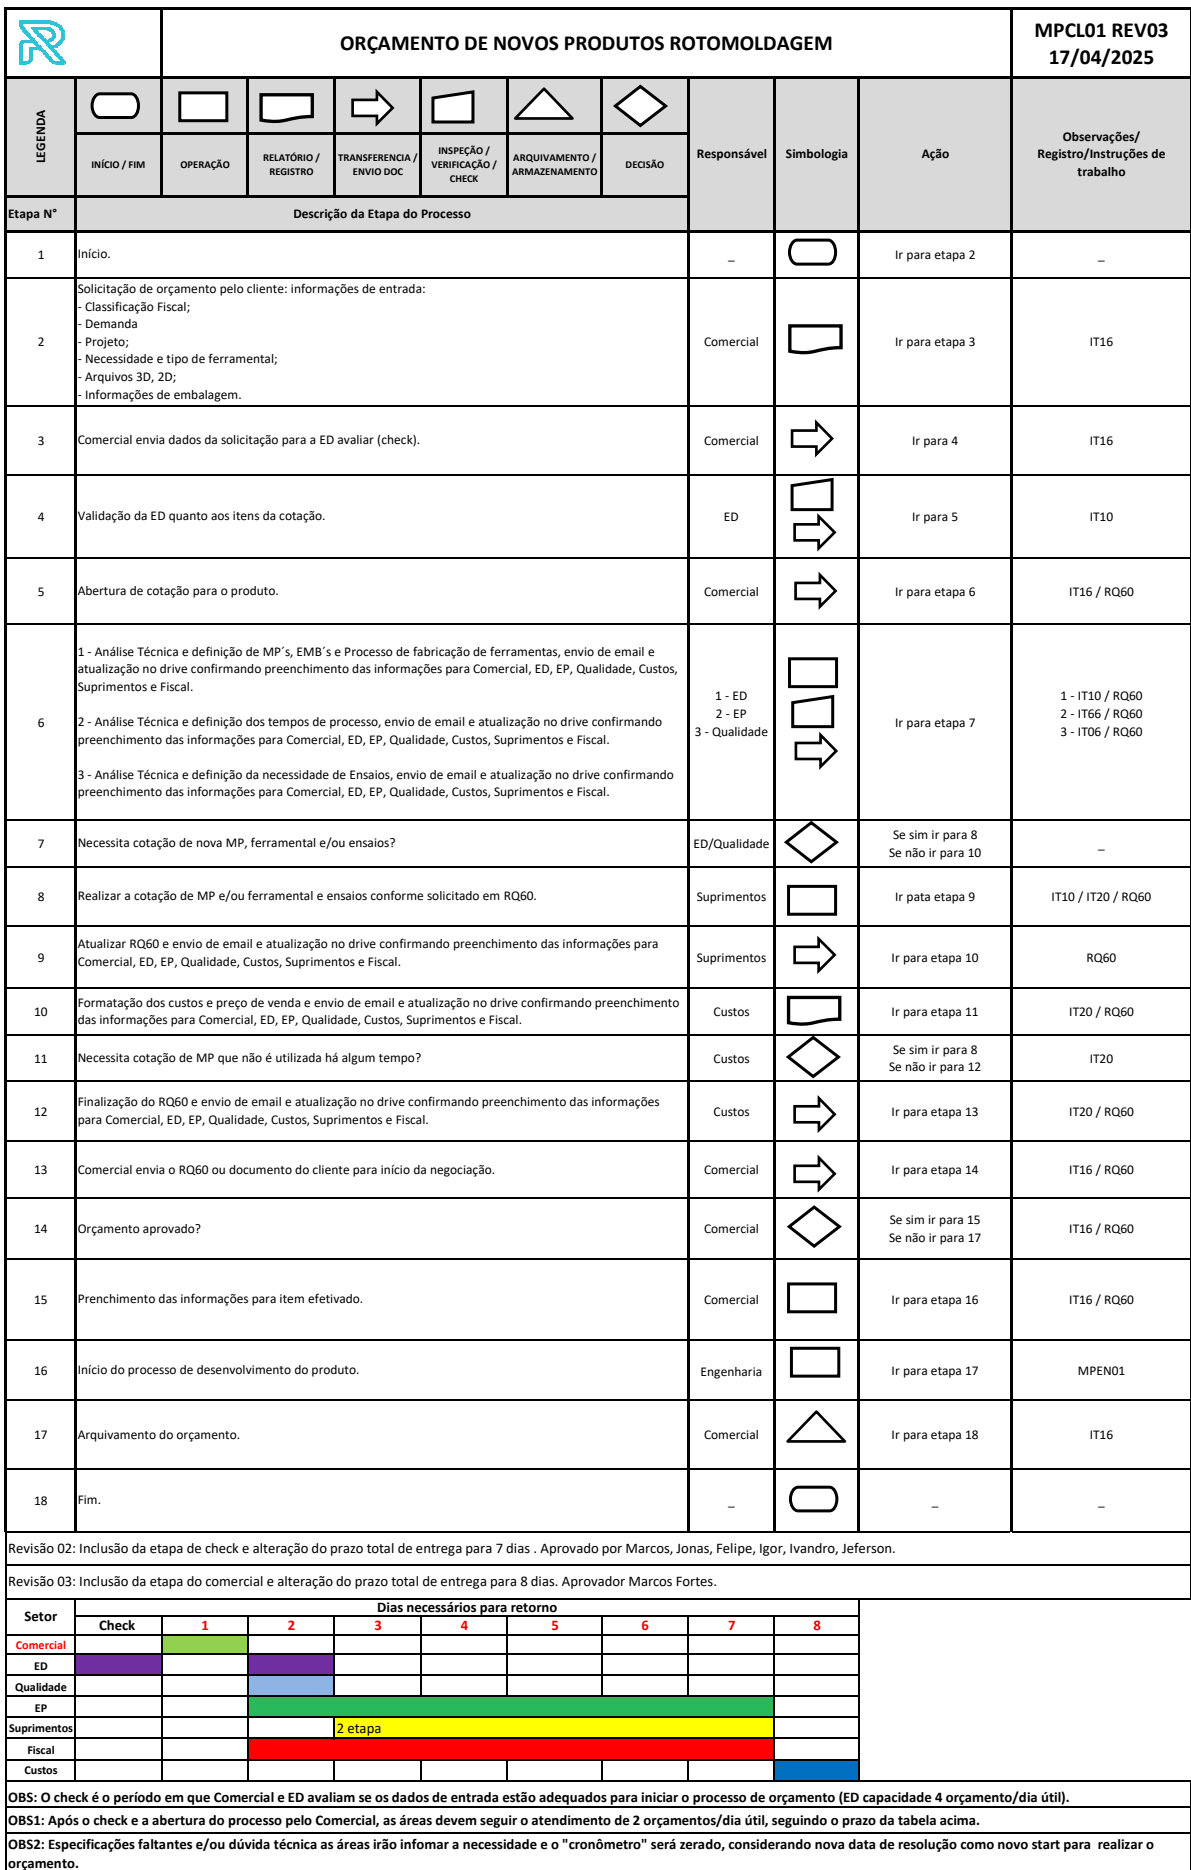 ORÇAMENTO DE NOVOS PRODUTOS ROTOMOLDAGEM
MPCL01 REV03
17/04/2025
LEGENDA
INÍCIO / FIM
OPERAÇÃO
RELATÓRIO /
REGISTRO
TRANSFERENCIA /
ENVIO DOC
INSPEÇÃO /
VERIFICAÇÃO /
CHECK
ARQUIVAMENTO /
ARMAZENAMENTO
DECISÃO
Responsável
Simbologia
Ação
Observações/
Registro/Instruções de
trabalho
Etapa N°
Descrição da Etapa do Processo
1
Início.
_
Ir para etapa 2
_
2
Solicitação de orçamento pelo cliente: informações de entrada:
- Classificação Fiscal;
- Demanda
- Projeto;
- Necessidade e tipo de ferramental;
- Arquivos 3D, 2D;
- Informações de embalagem.
Comercial
Ir para etapa 3
IT16
3
Comercial envia dados da solicitação para a ED avaliar (check).
Comercial
Ir para 4
IT16
4
Validação da ED quanto aos itens da cotação.
ED
Ir para 5
IT10
5
Abertura de cotação para o produto.
Comercial
Ir para etapa 6
IT16 / RQ60
6
1 - Análise Técnica e definição de MP´s, EMB´s e Processo de fabricação de ferramentas, envio de email e
atualização no drive confirmando preenchimento das informações para Comercial, ED, EP, Qualidade, Custos,
Suprimentos e Fiscal.
2 - Análise Técnica e definição dos tempos de processo, envio de email e atualização no drive confirmando
preenchimento das informações para Comercial, ED, EP, Qualidade, Custos, Suprimentos e Fiscal.
3 - Análise Técnica e definição da necessidade de Ensaios, envio de email e atualização no drive confirmando
preenchimento das informações para Comercial, ED, EP, Qualidade, Custos, Suprimentos e Fiscal.
1 - ED
2 - EP
3 - Qualidade
Ir para etapa 7
1 - IT10 / RQ60
2 - IT66 / RQ60
3 - IT06 / RQ60
7
Necessita cotação de nova MP, ferramental e/ou ensaios?
ED/Qualidade
Se sim ir para 8
Se não ir para 10
_
8
Realizar a cotação de MP e/ou ferramental e ensaios conforme solicitado em RQ60.
Suprimentos
Ir pata etapa 9
IT10 / IT20 / RQ60
9
Atualizar RQ60 e envio de email e atualização no drive confirmando preenchimento das informações para
Comercial, ED, EP, Qualidade, Custos, Suprimentos e Fiscal.
Suprimentos
Ir para etapa 10
RQ60
10
Formatação dos custos e preço de venda e envio de email e atualização no drive confirmando preenchimento
das informações para Comercial, ED, EP, Qualidade, Custos, Suprimentos e Fiscal.
Custos
Ir para etapa 11
IT20 / RQ60
11
Necessita cotação de MP que não é utilizada há algum tempo?
Custos
Se sim ir para 8
Se não ir para 12
IT20
12
Finalização do RQ60 e envio de email e atualização no drive confirmando preenchimento das informações
para Comercial, ED, EP, Qualidade, Custos, Suprimentos e Fiscal.
Custos
Ir para etapa 13
IT20 / RQ60
13
Comercial envia o RQ60 ou documento do cliente para início da negociação.
Comercial
Ir para etapa 14
IT16 / RQ60
14
Orçamento aprovado?
Comercial
Se sim ir para 15
Se não ir para 17
IT16 / RQ60
15
Prenchimento das informações para item efetivado.
Comercial
Ir para etapa 16
IT16 / RQ60
16
Início do processo de desenvolvimento do produto.
Engenharia
Ir para etapa 17
MPEN01
17
Arquivamento do orçamento.
Comercial
Ir para etapa 18
IT16
18
Fim.
_
_
_
Revisão 02: Inclusão da etapa de check e alteração do prazo total de entrega para 7 dias . Aprovado por Marcos, Jonas, Felipe, Igor, Ivandro, Jeferson.
Revisão 03: Inclusão da etapa do comercial e alteração do prazo total de entrega para 8 dias. Aprovador Marcos Fortes.
Setor
Dias necessários para retorno
Check 1 2 3 4 5 6 7 8
Comercial
ED
Qualidade
EP
Suprimentos
2 etapa
Fiscal
Custos
OBS: O check é o período em que Comercial e ED avaliam se os dados de entrada estão adequados para iniciar o processo de orçamento (ED capacidade 4 orçamento/dia útil).
OBS1: Após o check e a abertura do processo pelo Comercial, as áreas devem seguir o atendimento de 2 orçamentos/dia útil, seguindo o prazo da tabela acima.
OBS2: Especificações faltantes e/ou dúvida técnica as áreas irão infomar a necessidade e o "cronômetro" será zerado, considerando nova data de resolução como novo start para realizar o
orçamento.